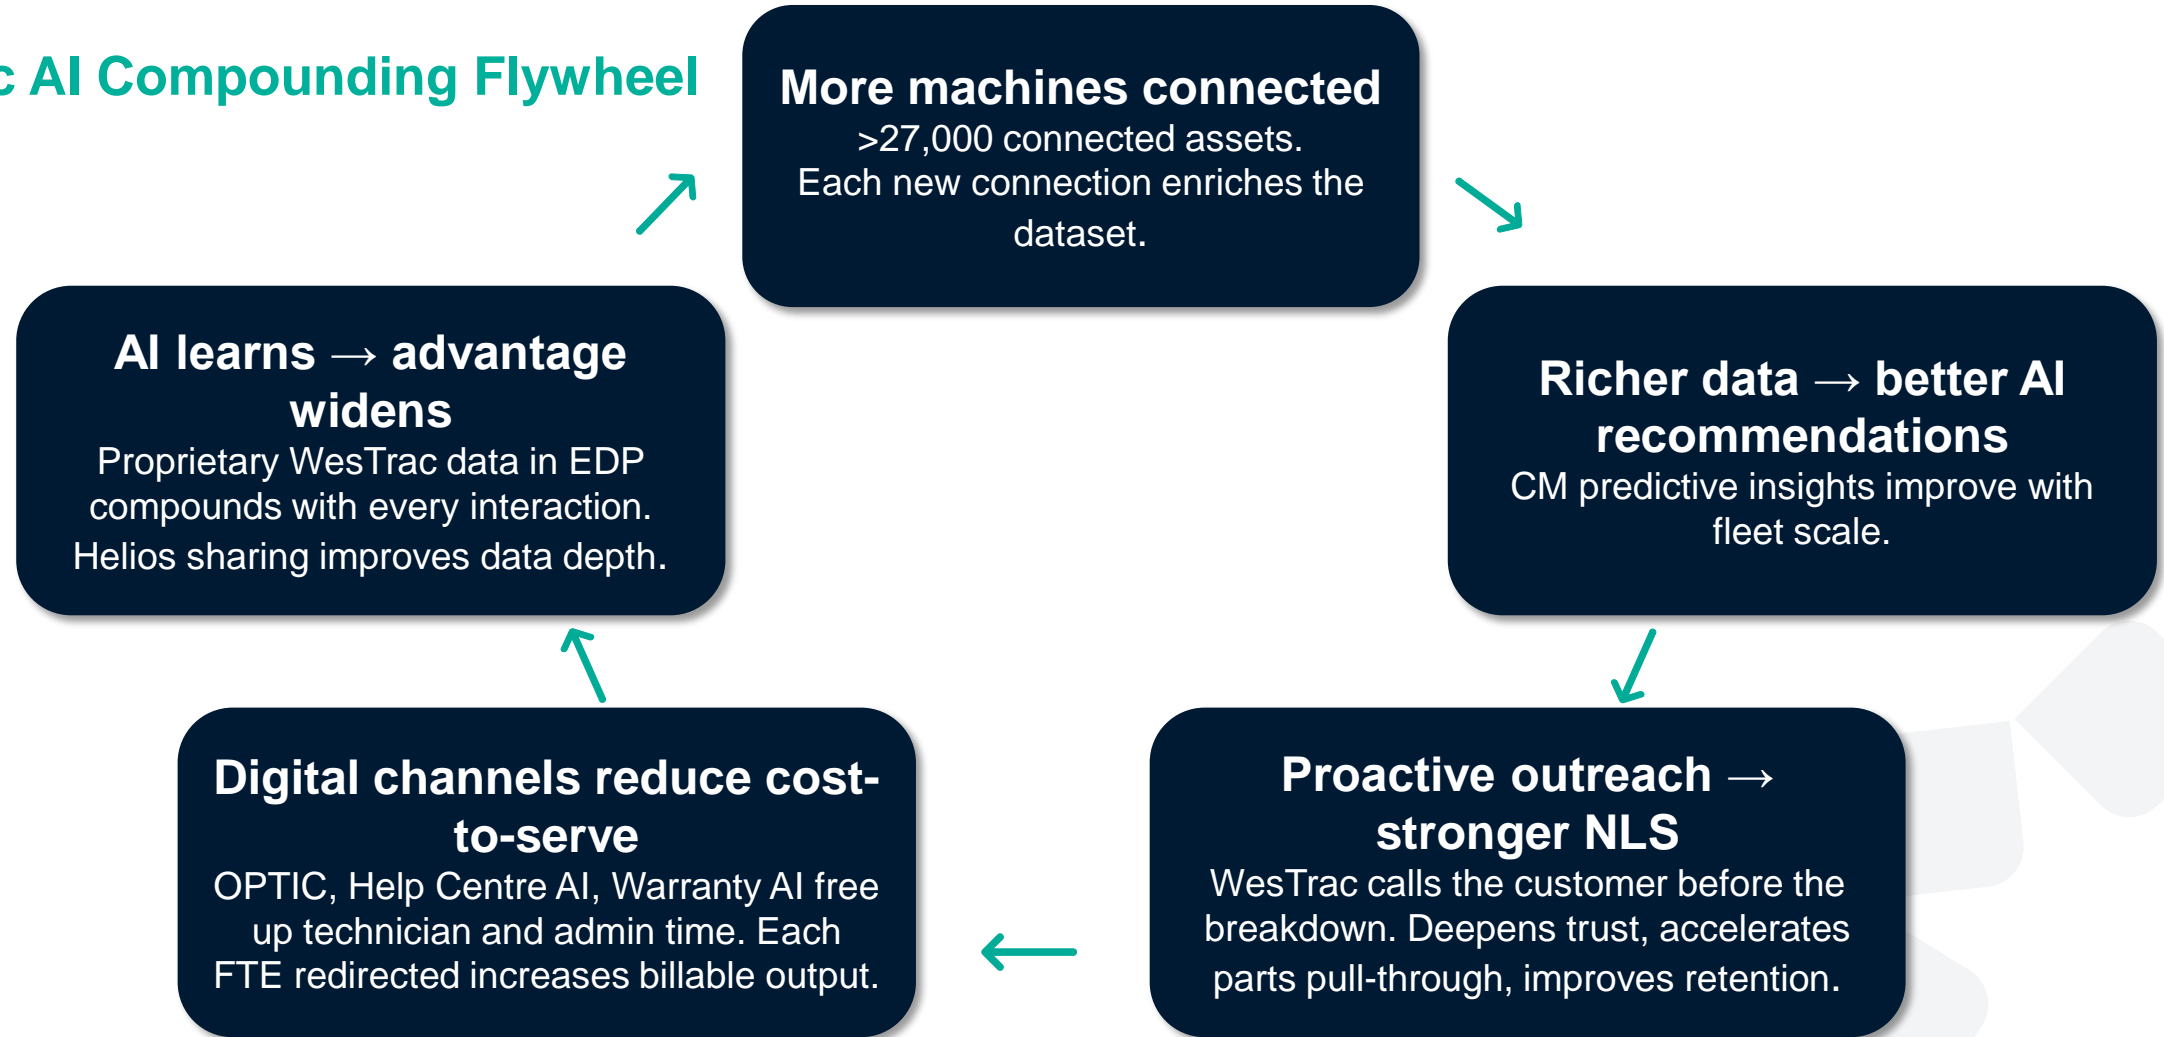 c AI Compounding Flywheel
More machines connected
>27,000 connected assets.
Each new connection enriches the
dataset.
AI learns → advantage
widens
Proprietary WesTrac data in EDP
compounds with every interaction.
Helios sharing improves data depth.
Richer data → better AI
recommendations
CM predictive insights improve with
fleet scale.
Digital channels reduce cost-
to-serve
OPTIC, Help Centre AI, Warranty AI free
up technician and admin time. Each
FTE redirected increases billable output.
Proactive outreach →
stronger NLS
WesTrac calls the customer before the
breakdown. Deepens trust, accelerates
parts pull-through, improves retention.